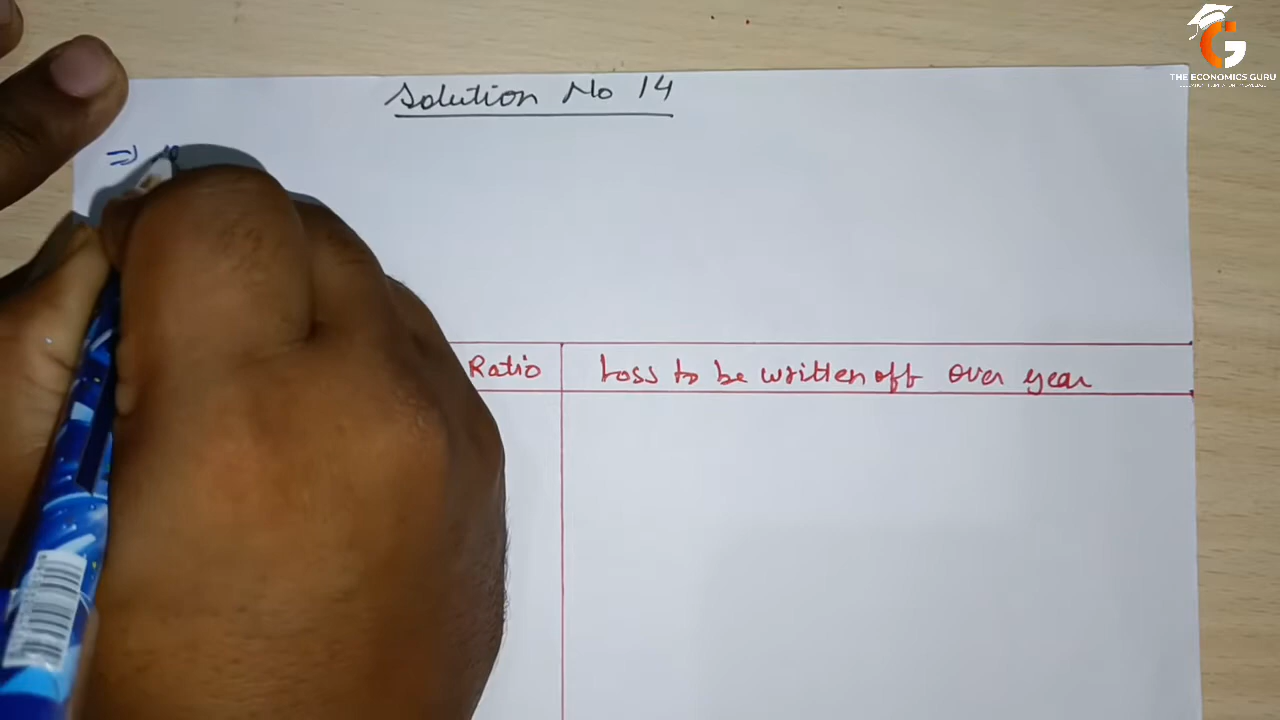 THE ECONOMICS GURU
Solution No 14
⇒
Ratio
Loss to be written off over year